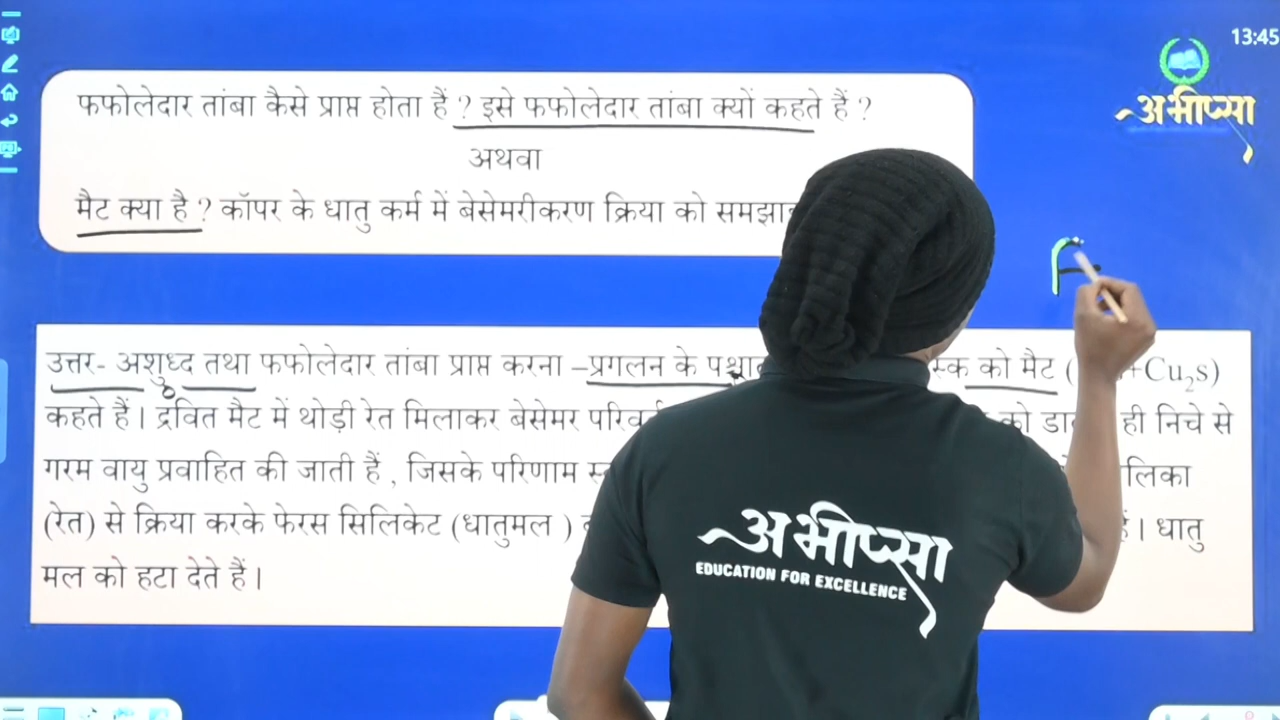 13:45
अभीप्सा
फफोलेदार तांबा कैसे प्राप्त होता हैं ? इसे फफोलेदार तांबा क्यों कहते हैं ?
अथवा
मैट क्या है ? कॉपर के धातु कर्म में बेसेमरीकरण क्रिया को
F
उत्तर- अशुध्द तथा फफोलेदार तांबा प्राप्त करना –प्रगलन के पश्चात को मैट ( +Cu₂s)
कहते हैं । द्रवित मैट में थोड़ी रेत मिलाकर बेसेमर को ही निचे से
गरम वायु प्रवाहित की जाती हैं , जिसके परिणाम
(रेत) से क्रिया करके फेरस सिलिकेट (धातुमल ) । धातु
मल को हटा देते हैं ।
अभीप्सा
EDUCATION FOR EXCELLENCE